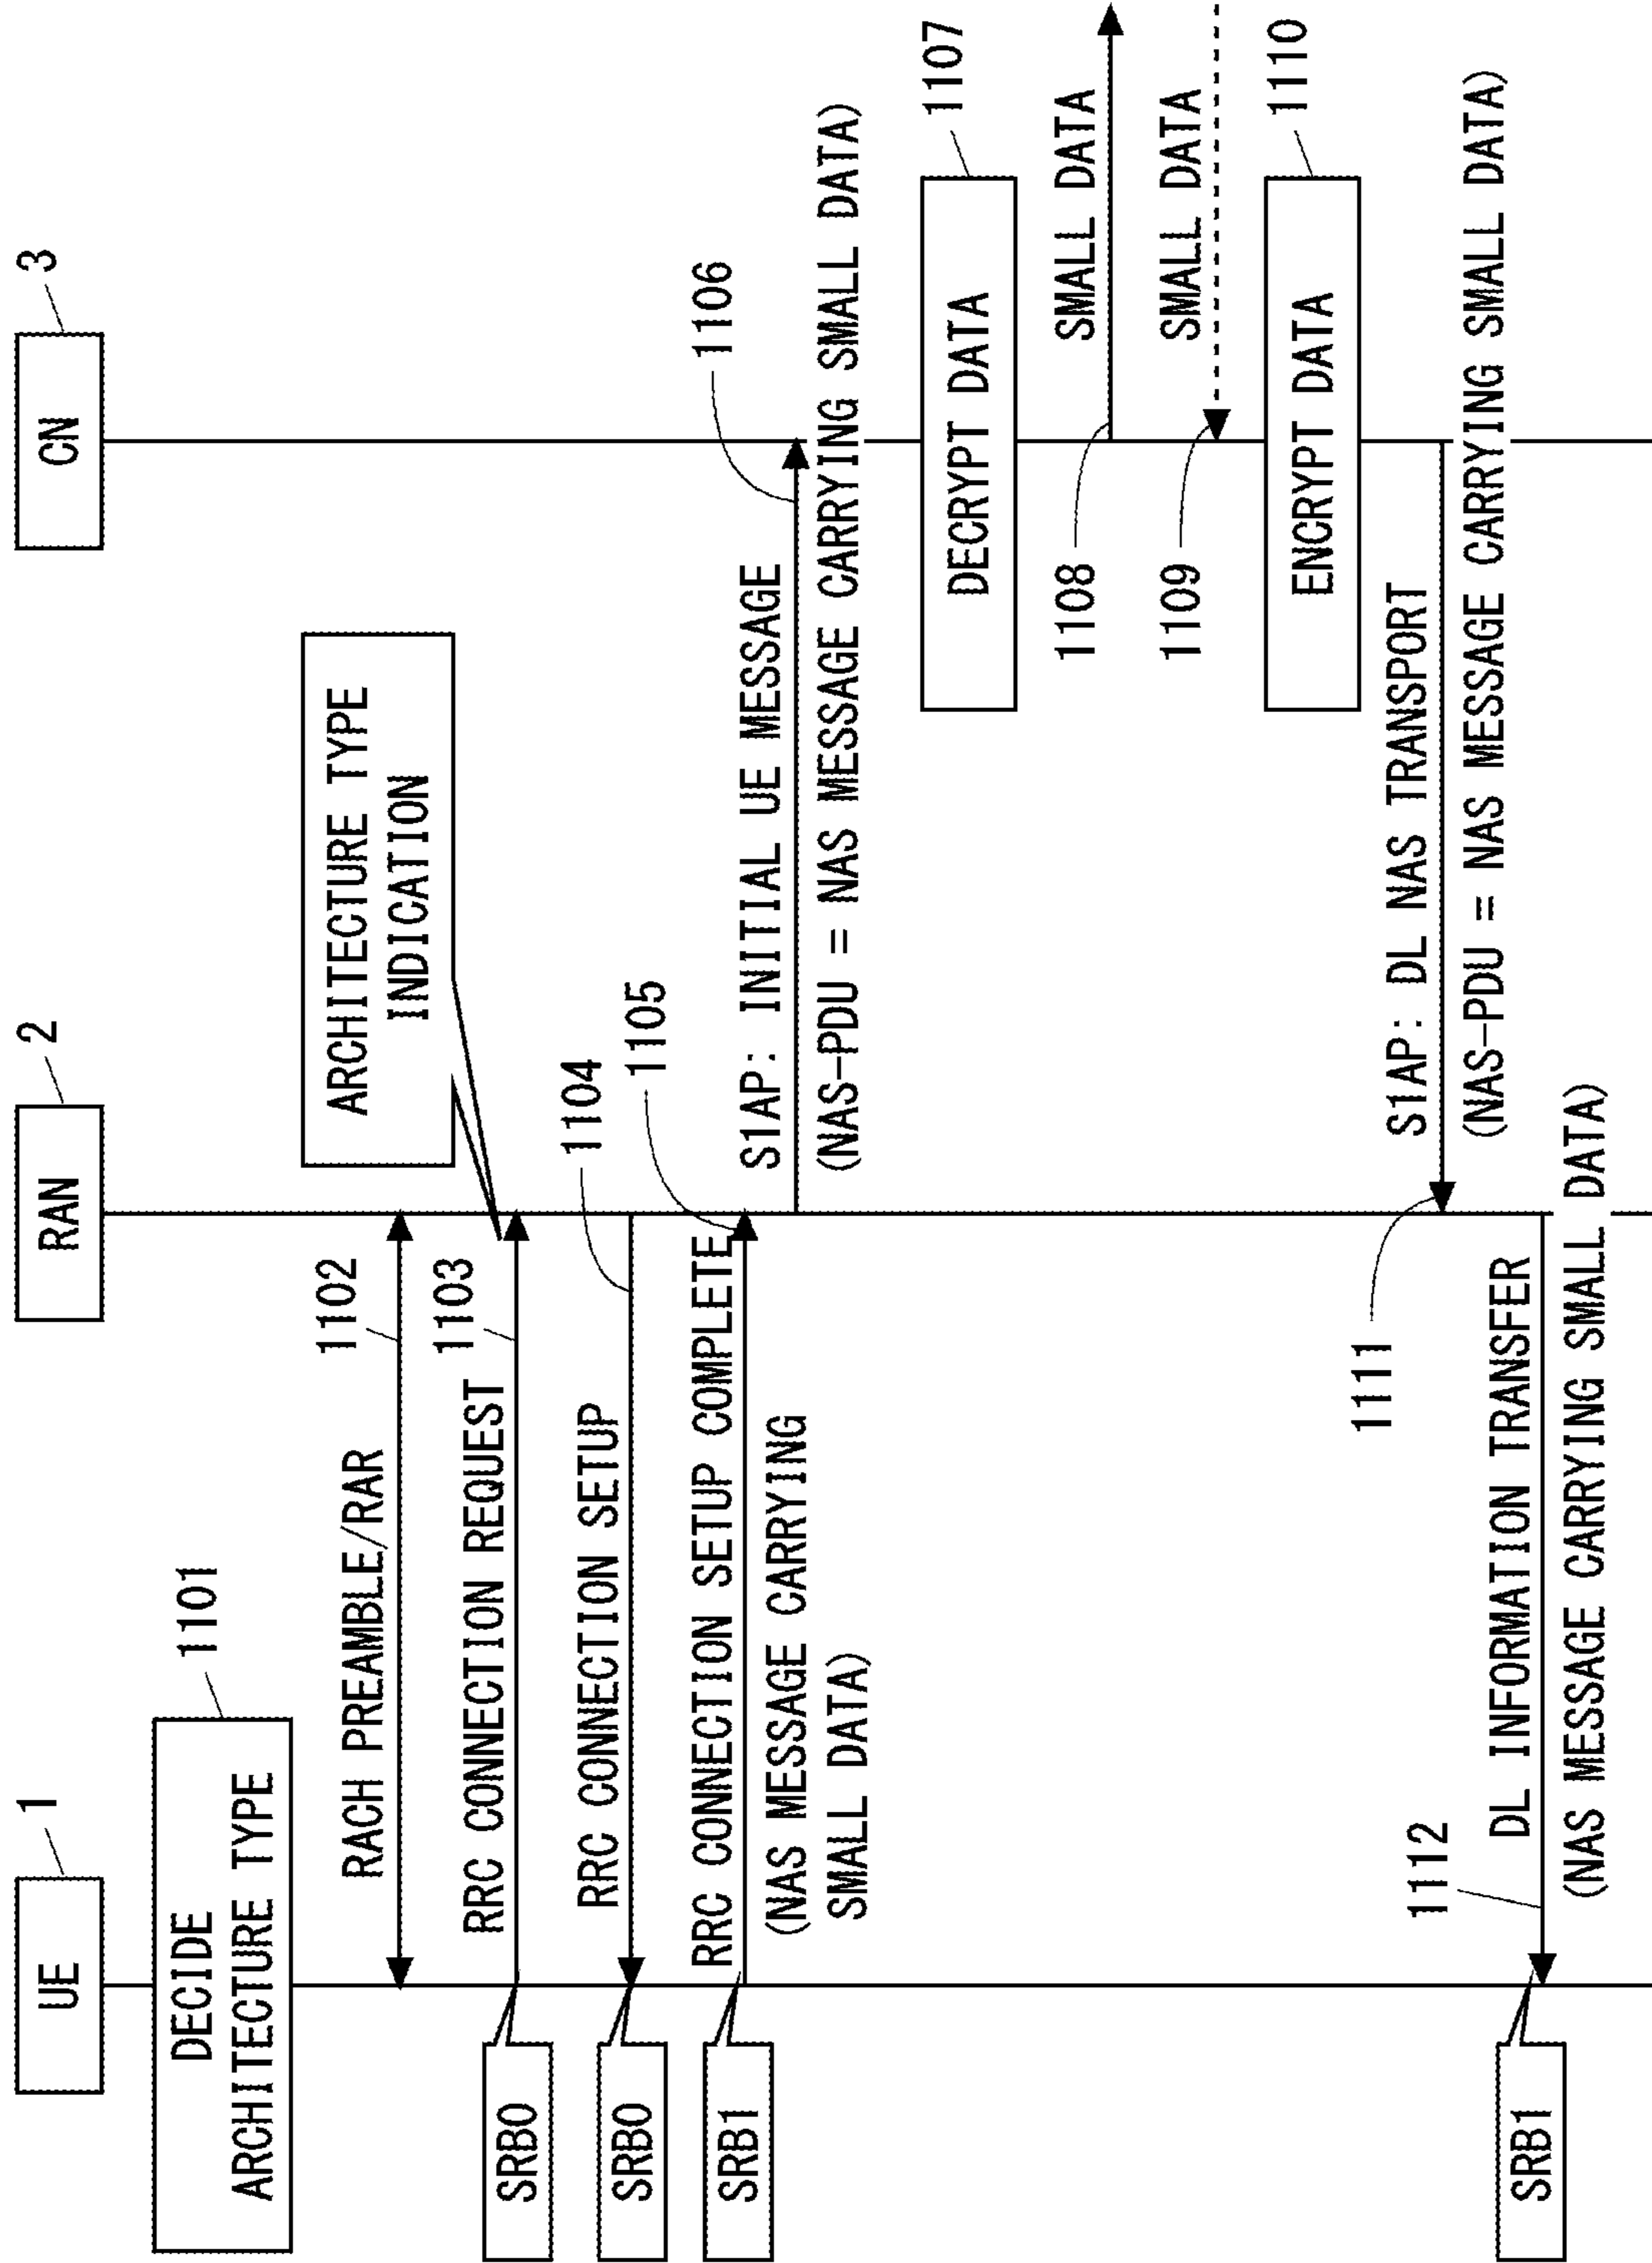 UE
1
RAN
2
CN
3
DECIDE
ARCHITECTURE TYPE
1101
RACH PREAMBLE/RAR
1102
ARCHITECTURE TYPE
INDICATION
RRC CONNECTION REQUEST
1103
SRB0
RRC CONNECTION SETUP
1104
SRB0
RRC CONNECTION SETUP COMPLETE
1105
(NAS MESSAGE CARRYING
SMALL DATA)
SRB1
S1AP: INITIAL UE MESSAGE
1106
(NAS-PDU = NAS MESSAGE CARRYING SMALL DATA)
DECRYPT DATA
1107
1108
SMALL DATA
1109
SMALL DATA
ENCRYPT DATA
1110
S1AP: DL NAS TRANSPORT
(NAS-PDU = NAS MESSAGE CARRYING SMALL DATA)
1111
1112
DL INFORMATION TRANSFER
(NAS MESSAGE CARRYING SMALL DATA)
SRB1